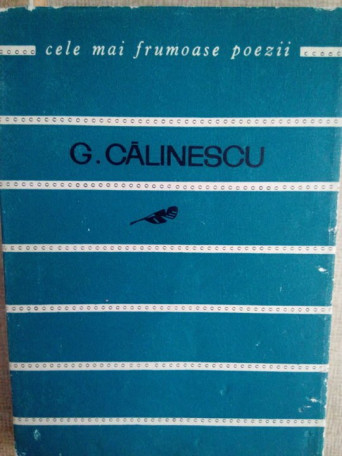 cele mai frumoase poezii
G. CĂLINESCU